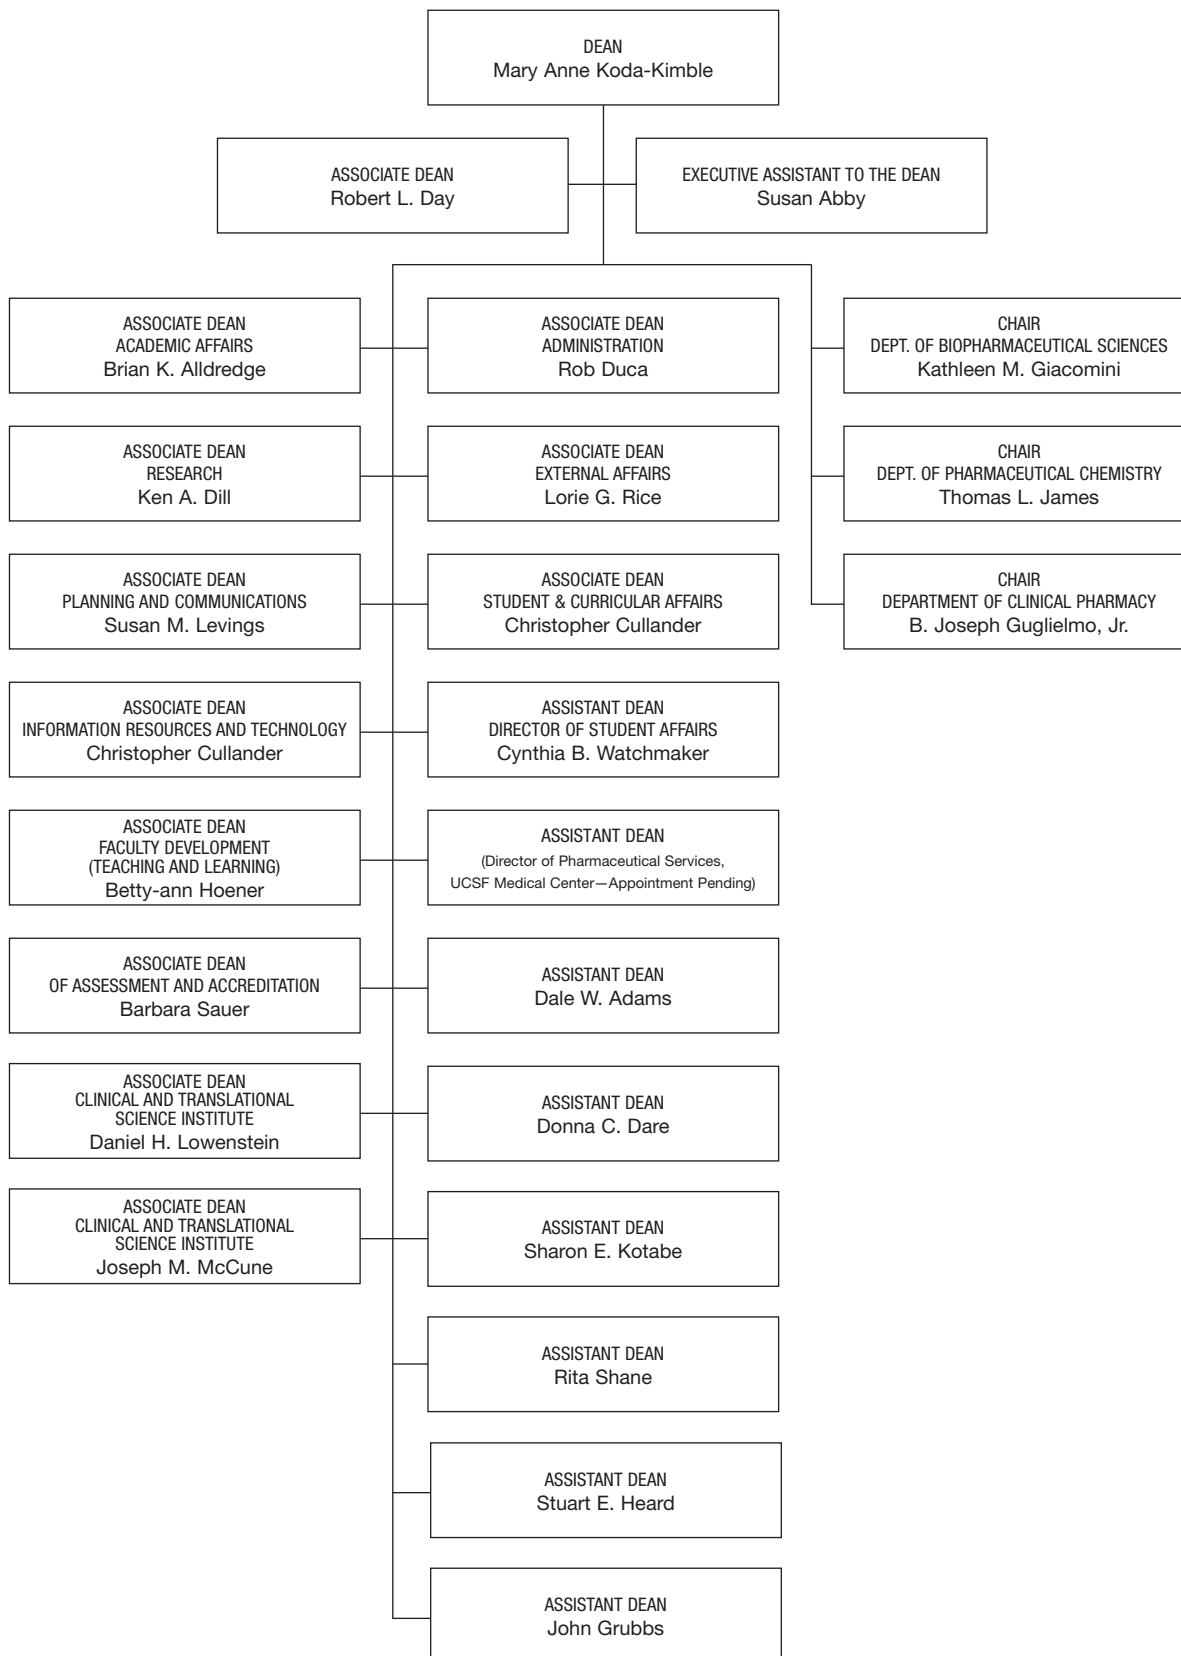 DEAN
Mary Anne Koda-Kimble
ASSOCIATE DEAN
Robert L. Day
EXECUTIVE ASSISTANT TO THE DEAN
Susan Abby
ASSOCIATE DEAN
ACADEMIC AFFAIRS
Brian K. Alldredge
ASSOCIATE DEAN
ADMINISTRATION
Rob Duca
CHAIR
DEPT. OF BIOPHARMACEUTICAL SCIENCES
Kathleen M. Giacomini
ASSOCIATE DEAN
RESEARCH
Ken A. Dill
ASSOCIATE DEAN
EXTERNAL AFFAIRS
Lorie G. Rice
CHAIR
DEPT. OF PHARMACEUTICAL CHEMISTRY
Thomas L. James
ASSOCIATE DEAN
PLANNING AND COMMUNICATIONS
Susan M. Levings
ASSOCIATE DEAN
STUDENT & CURRICULAR AFFAIRS
Christopher Cullander
CHAIR
DEPARTMENT OF CLINICAL PHARMACY
B. Joseph Guglielmo, Jr.
ASSOCIATE DEAN
INFORMATION RESOURCES AND TECHNOLOGY
Christopher Cullander
ASSISTANT DEAN
DIRECTOR OF STUDENT AFFAIRS
Cynthia B. Watchmaker
ASSOCIATE DEAN
FACULTY DEVELOPMENT
(TEACHING AND LEARNING)
Betty-ann Hoener
ASSISTANT DEAN
(Director of Pharmaceutical Services,
UCSF Medical Center—Appointment Pending)
ASSOCIATE DEAN
OF ASSESSMENT AND ACCREDITATION
Barbara Sauer
ASSISTANT DEAN
Dale W. Adams
ASSOCIATE DEAN
CLINICAL AND TRANSLATIONAL
SCIENCE INSTITUTE
Daniel H. Lowenstein
ASSISTANT DEAN
Donna C. Dare
ASSOCIATE DEAN
CLINICAL AND TRANSLATIONAL
SCIENCE INSTITUTE
Joseph M. McCune
ASSISTANT DEAN
Sharon E. Kotabe
ASSISTANT DEAN
Rita Shane
ASSISTANT DEAN
Stuart E. Heard
ASSISTANT DEAN
John Grubbs